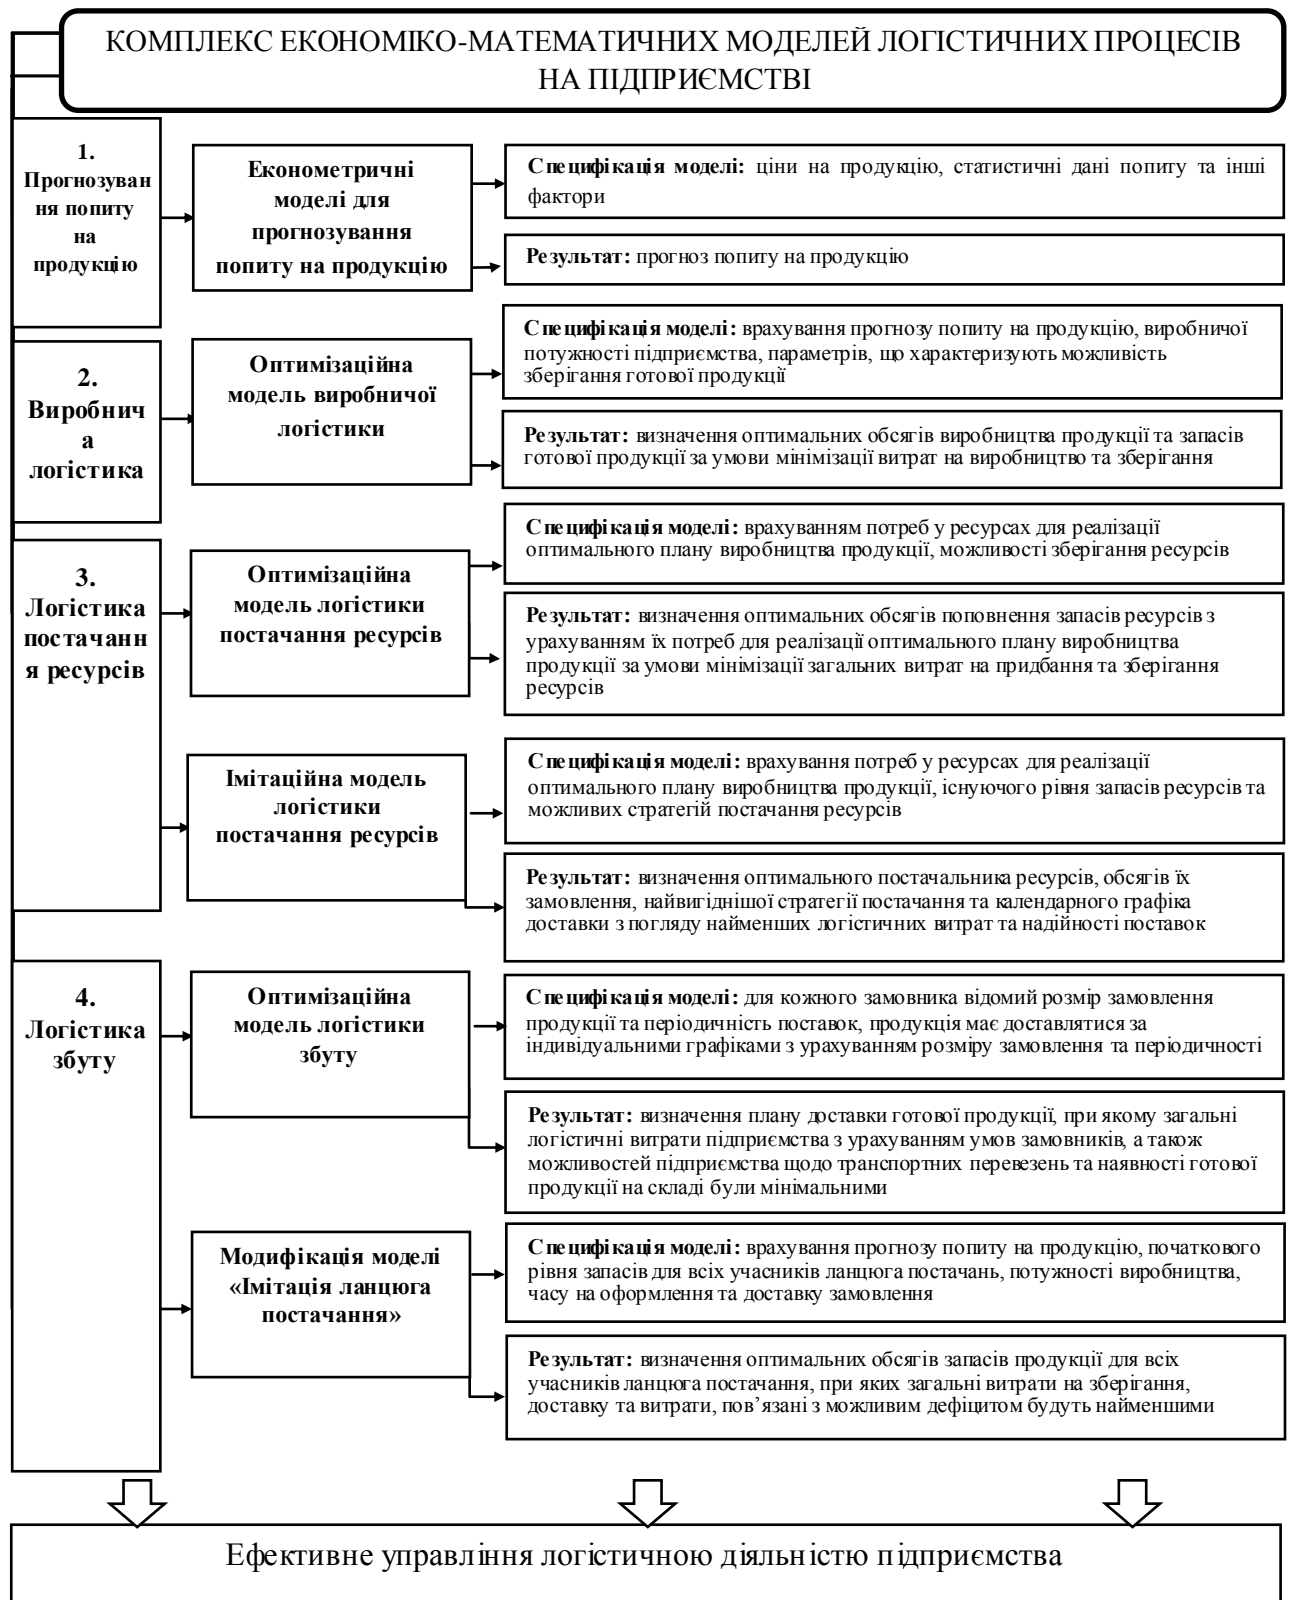 КОМПЛЕКС ЕКОНОМІКО-МАТЕМАТИЧНИХ МОДЕЛЕЙ ЛОГІСТИЧНИХ ПРОЦЕСІВ
НА ПІДПРИЄМСТВІ
1.
Прогнозуван
ня попиту
на
продукцію
Економетричні
моделі для
прогнозування
попиту на продукцію
Специфікація моделі: ціни на продукцію, статистичні дані попиту та інші
фактори
Результат: прогноз попиту на продукцію
2.
Виробнич
а
логістика
Оптимізаційна
модель виробничої
логістики
Специфікація моделі: врахування прогнозу попиту на продукцію, виробничої
потужності підприємства, параметрів, що характеризують можливість
зберігання готової продукції
Результат: визначення оптимальних обсягів виробництва продукції та запасів
готової продукції за умови мінімізації витрат на виробництво та зберігання
3.
Логістика
постачанн
я ресурсів
Оптимізаційна
модель логістики
постачання ресурсів
Специфікація моделі: врахуванням потреб у ресурсах для реалізації
оптимального плану виробництва продукції, можливості зберігання ресурсів
Результат: визначення оптимальних обсягів поповнення запасів ресурсів з
урахуванням їх потреб для реалізації оптимального плану виробництва
продукції за умови мінімізації загальних витрат на придбання та зберігання
ресурсів
Імітаційна модель
логістики
постачання ресурсів
Специфікація моделі: врахування потреб у ресурсах для реалізації
оптимального плану виробництва продукції, існуючого рівня запасів ресурсів та
можливих стратегій постачання ресурсів
Результат: визначення оптимального постачальника ресурсів, обсягів їх
замовлення, найвигіднішої стратегії постачання та календарного графіка
доставки з погляду найменших логістичних витрат та надійності поставок
4.
Логістика
збуту
Оптимізаційна
модель логістики
збуту
Специфікація моделі: для кожного замовника відомий розмір замовлення
продукції та періодичність поставок, продукція має доставлятися за
індивідуальними графіками з урахуванням розміру замовлення та періодичності
Результат: визначення плану доставки готової продукції, при якому загальні
логістичні витрати підприємства з урахуванням умов замовників, а також
можливостей підприємства щодо транспортних перевезень та наявності готової
продукції на складі були мінімальними
Модифікація моделі
«Імітація ланцюга
постачання»
Специфікація моделі: врахування прогнозу попиту на продукцію, початкового
рівня запасів для всіх учасників ланцюга постачань, потужності виробництва,
часу на оформлення та доставку замовлення
Результат: визначення оптимальних обсягів запасів продукції для всіх
учасників ланцюга постачання, при яких загальні витрати на зберігання,
доставку та витрати, пов’язані з можливим дефіцитом будуть найменшими
Ефективне управління логістичною діяльністю підприємства